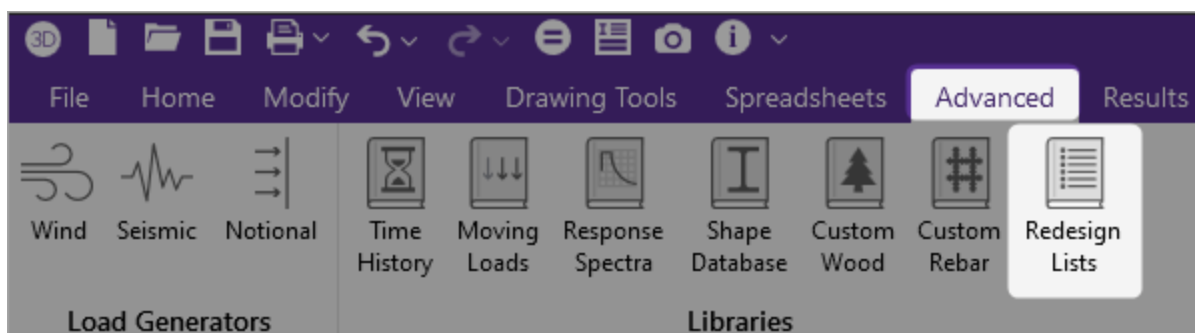 3D
File Home Modify View Drawing Tools Spreadsheets Advanced Results
Wind Seismic Notional Time Moving Response Shape Custom Custom Redesign
History Loads Spectra Database Wood Rebar Lists
Load Generators Libraries